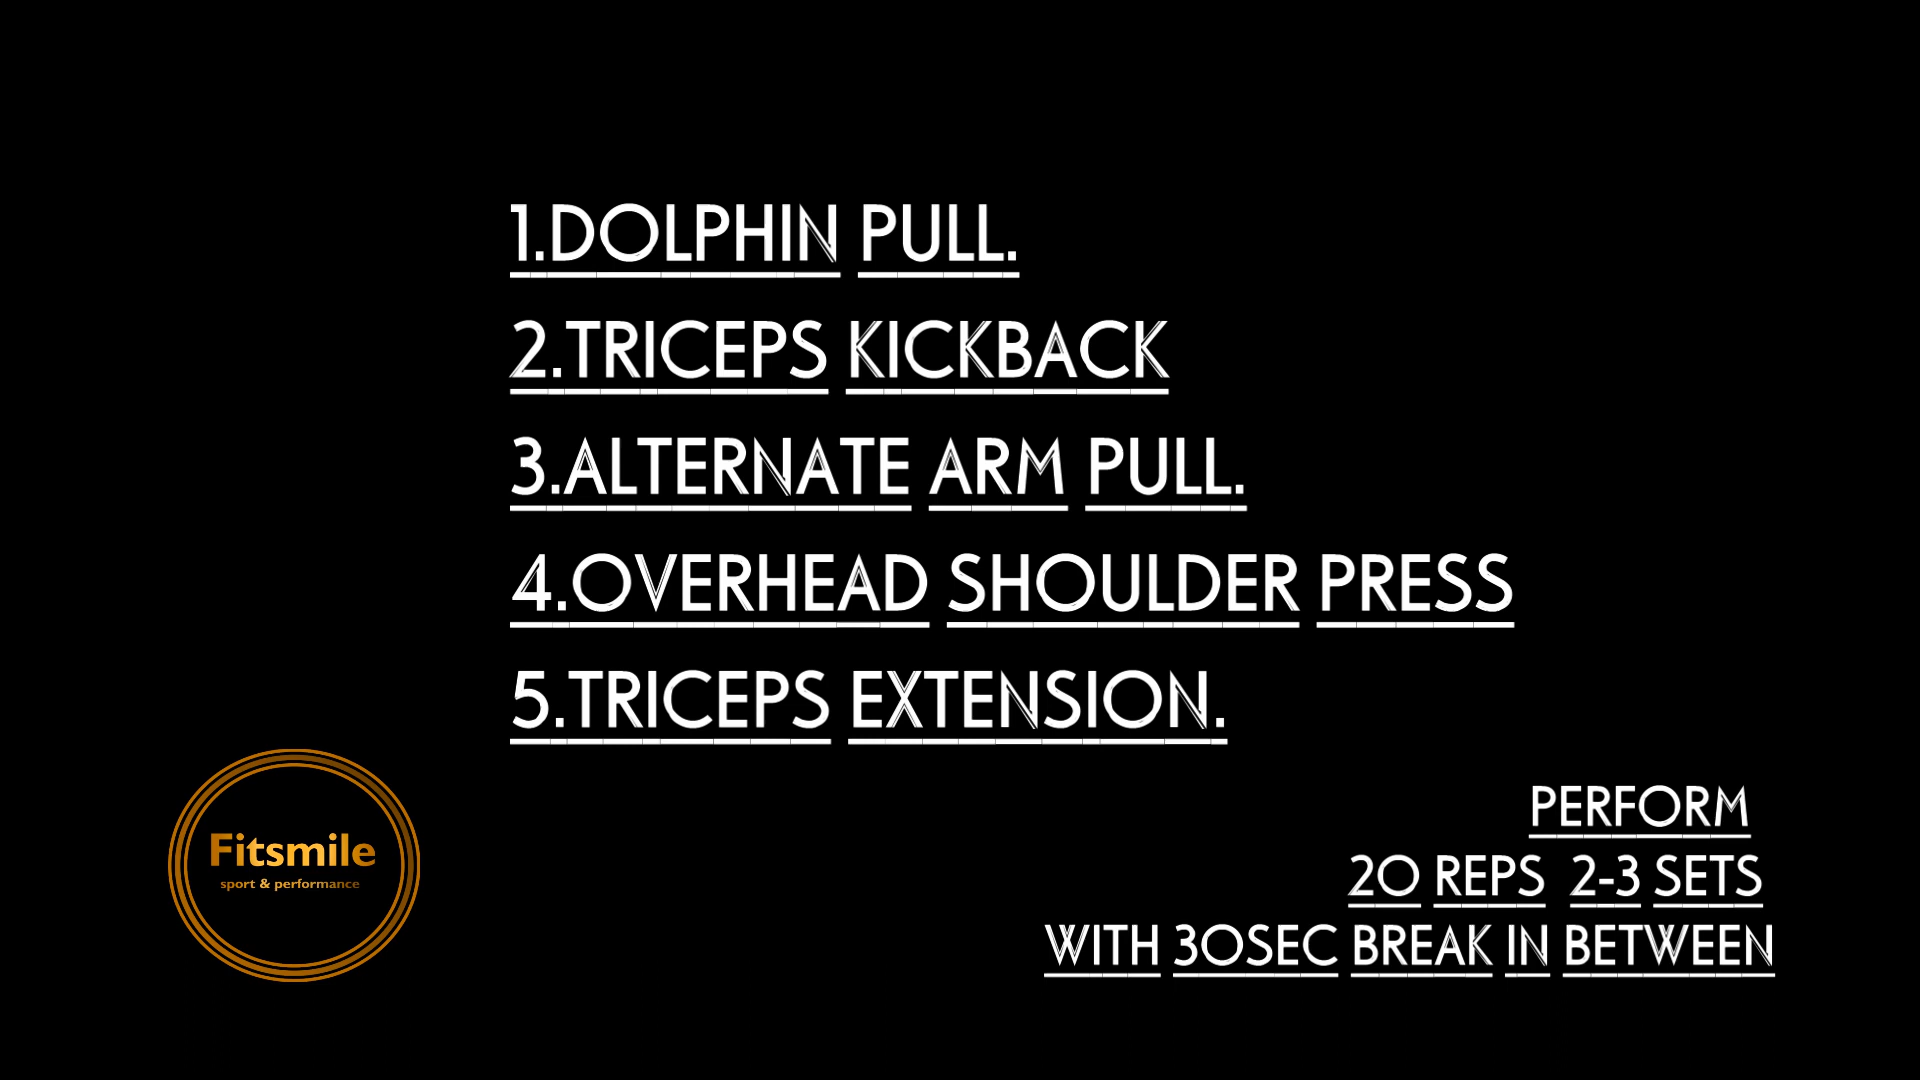 1.DOLPHIN PULL.
2.TRICEPS KICKBACK
3.ALTERNATE ARM PULL.
4.OVERHEAD SHOULDER PRESS
5.TRICEPS EXTENSION.
PERFORM
20 REPS 2-3 SETS
WITH 30SEC BREAK IN BETWEEN
Fitsmile
sport & performance